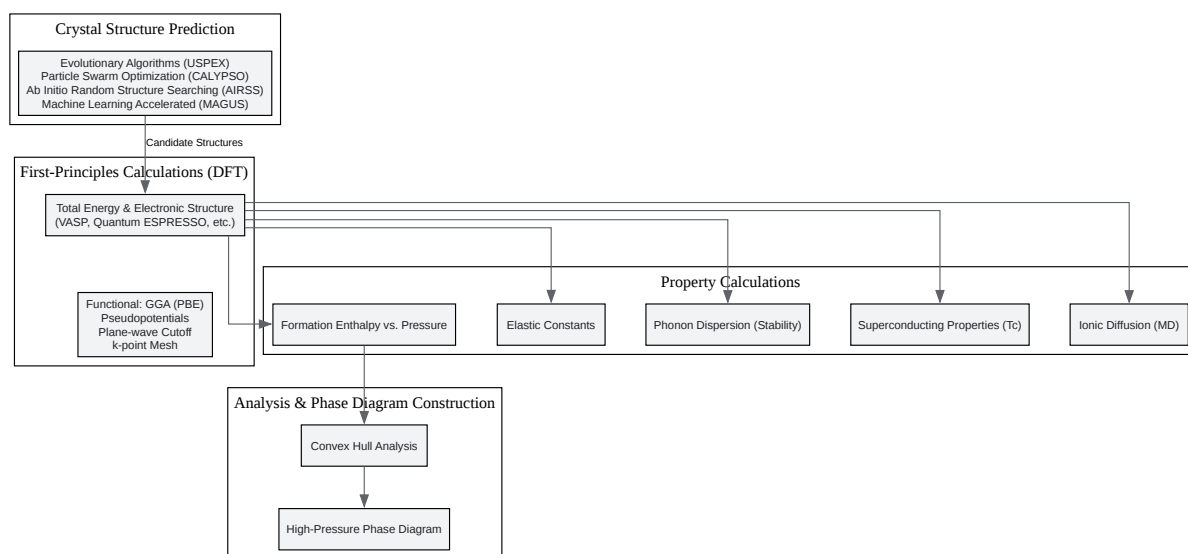 Crystal Structure Prediction
Evolutionary Algorithms (USPEX)
Particle Swarm Optimization (CALYPSO)
Ab Initio Random Structure Searching (AIRSS)
Machine Learning Accelerated (MAGUS)
Candidate Structures
First-Principles Calculations (DFT)
Total Energy & Electronic Structure
(VASP, Quantum ESPRESSO, etc.)
Functional: GGA (PBE)
Pseudopotentials
Plane-wave Cutoff
k-point Mesh
Property Calculations
Formation Enthalpy vs. Pressure
Elastic Constants
Phonon Dispersion (Stability)
Superconducting Properties (Tc)
Ionic Diffusion (MD)
Analysis & Phase Diagram Construction
Convex Hull Analysis
High-Pressure Phase Diagram